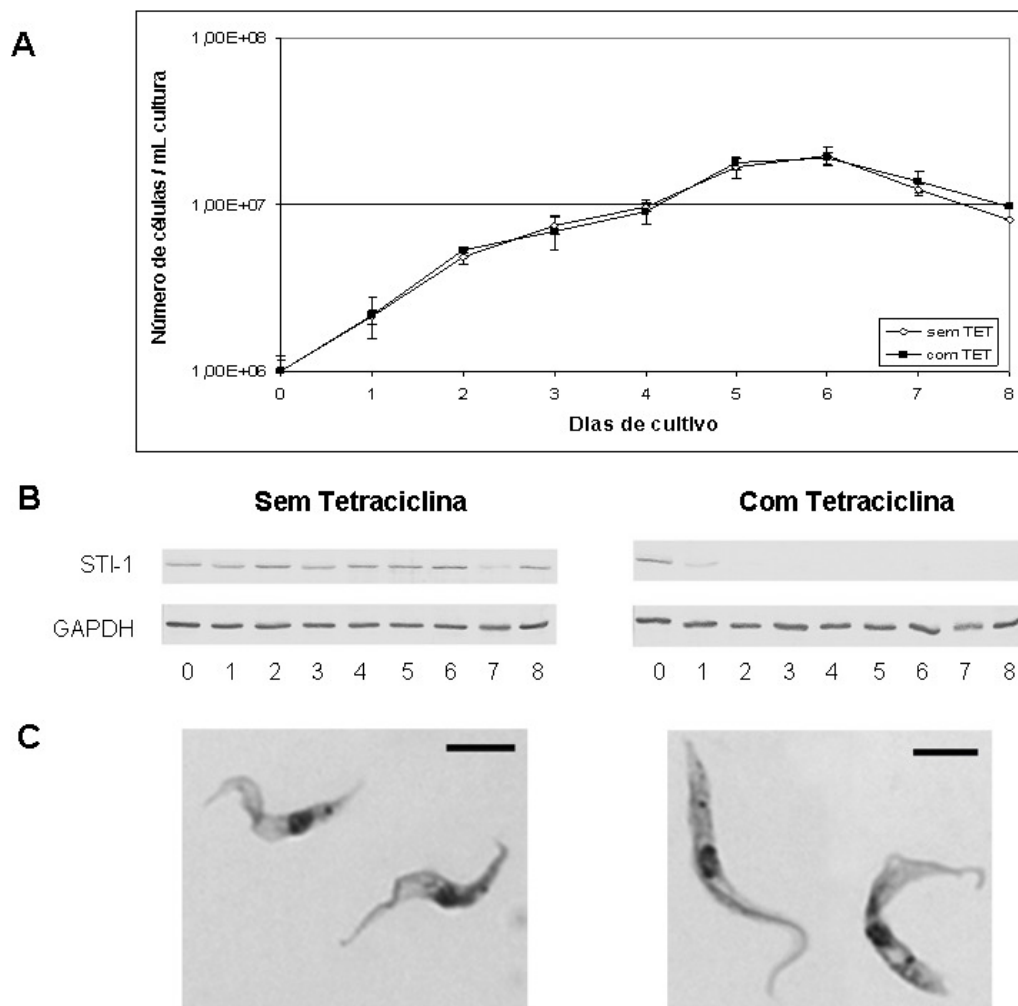 A
Número de células / mL cultura
1,00E+08
1,00E+07
1,00E+06
0 1 2 3 4 5 6 7 8
Dias de cultivo
sem TET
com TET
B
Sem Tetraciclina Com Tetraciclina
STI-1
GAPDH
0 1 2 3 4 5 6 7 8 0 1 2 3 4 5 6 7 8
C